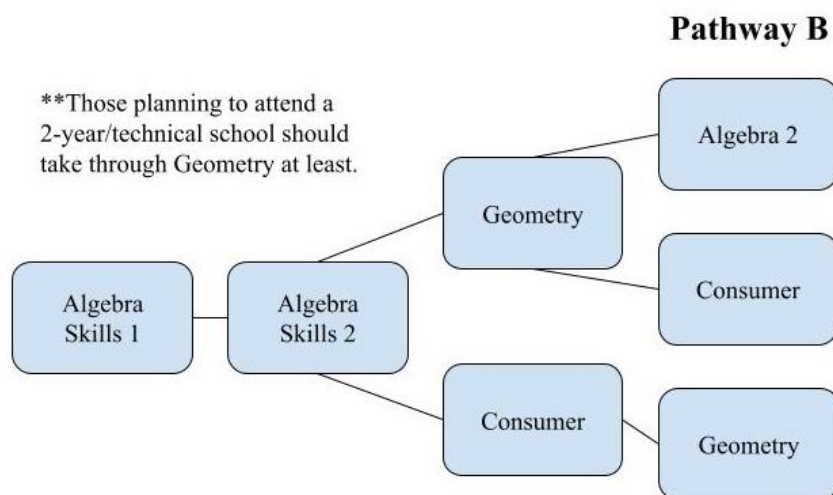 Pathway B
**Those planning to attend a
2-year/technical school should
take through Geometry at least.
Algebra
Skills 1
Algebra
Skills 2
Geometry
Consumer
Algebra 2
Consumer
Geometry